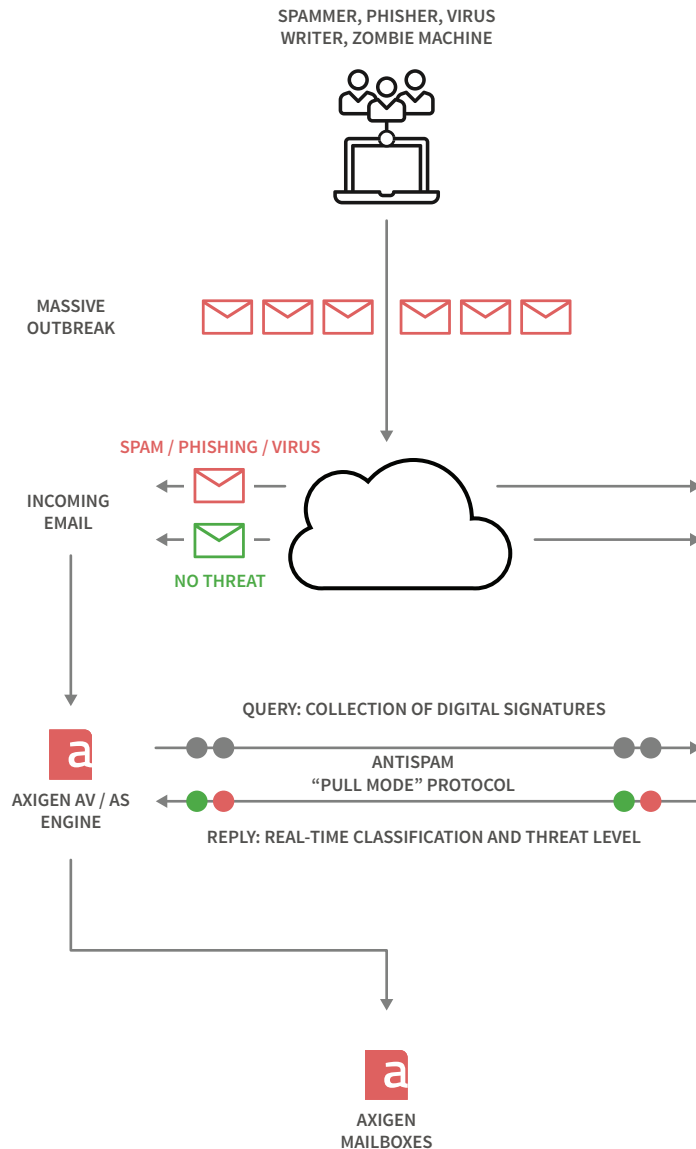 SPAMMER, PHISHER, VIRUS
WRITER, ZOMBIE MACHINE
MASSIVE
OUTBREAK
SPAM / PHISHING / VIRUS
INCOMING
EMAIL
NO THREAT
QUERY: COLLECTION OF DIGITAL SIGNATURES
a
ANTISPAM
“PULL MODE” PROTOCOL
AXIGEN AV / AS
ENGINE
REPLY: REAL-TIME CLASSIFICATION AND THREAT LEVEL
a
AXIGEN
MAILBOXES